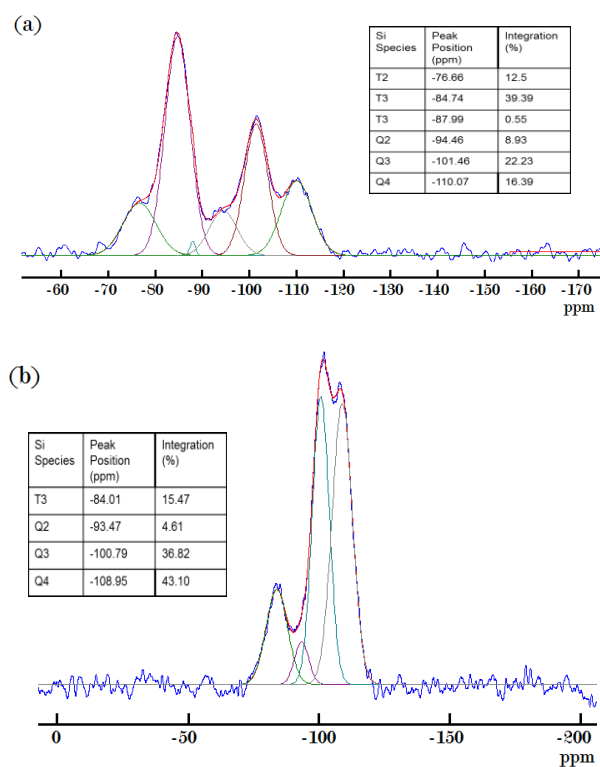 (a)
Si Species Peak Position (ppm) Integration (%)
T2 -76.66 12.5
T3 -84.74 39.39
T3 -87.99 0.55
Q2 -94.46 8.93
Q3 -101.46 22.23
Q4 -110.07 16.39
-60 -70 -80 -90 -100 -110 -120 -130 -140 -150 -160 -170
ppm
(b)
Si Species Peak Position (ppm) Integration (%)
T3 -84.01 15.47
Q2 -93.47 4.61
Q3 -100.79 36.82
Q4 -108.95 43.10
0 -50 -100 -150 -200
ppm